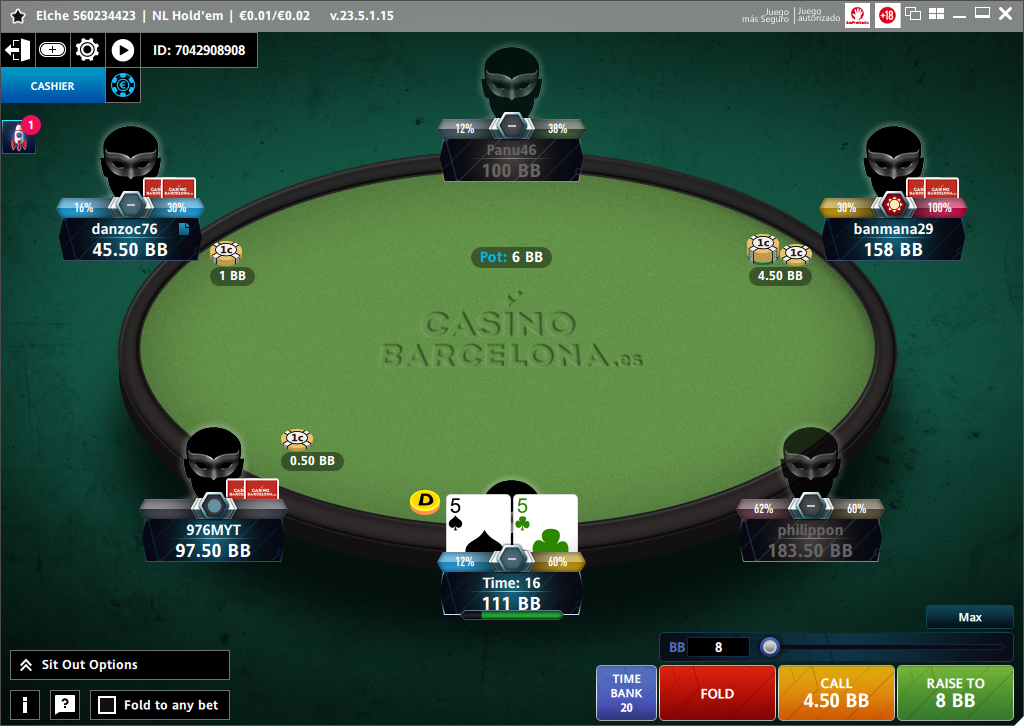 Elche 560234423 | NL Hold'em | €0.01/€0.02 v.23.5.1.15
Juego más Seguro
Juego autorizado
+18
ID: 7042908908
CASHIER
1
12% 38%
Panu46
100 BB
16% 30%
danzoc76
45.50 BB
30% 100%
banmana29
158 BB
1c
1 BB
Pot: 6 BB
1c 1c
4.50 BB
CASINO
BARCELONA.es
1c
0.50 BB
976MYT
97.50 BB
D
5 5
12% 60%
Time: 16
111 BB
62% 60%
philippon
183.50 BB
Max
BB 8
Sit Out Options
Fold to any bet
TIME BANK 20
FOLD
CALL
4.50 BB
RAISE TO
8 BB